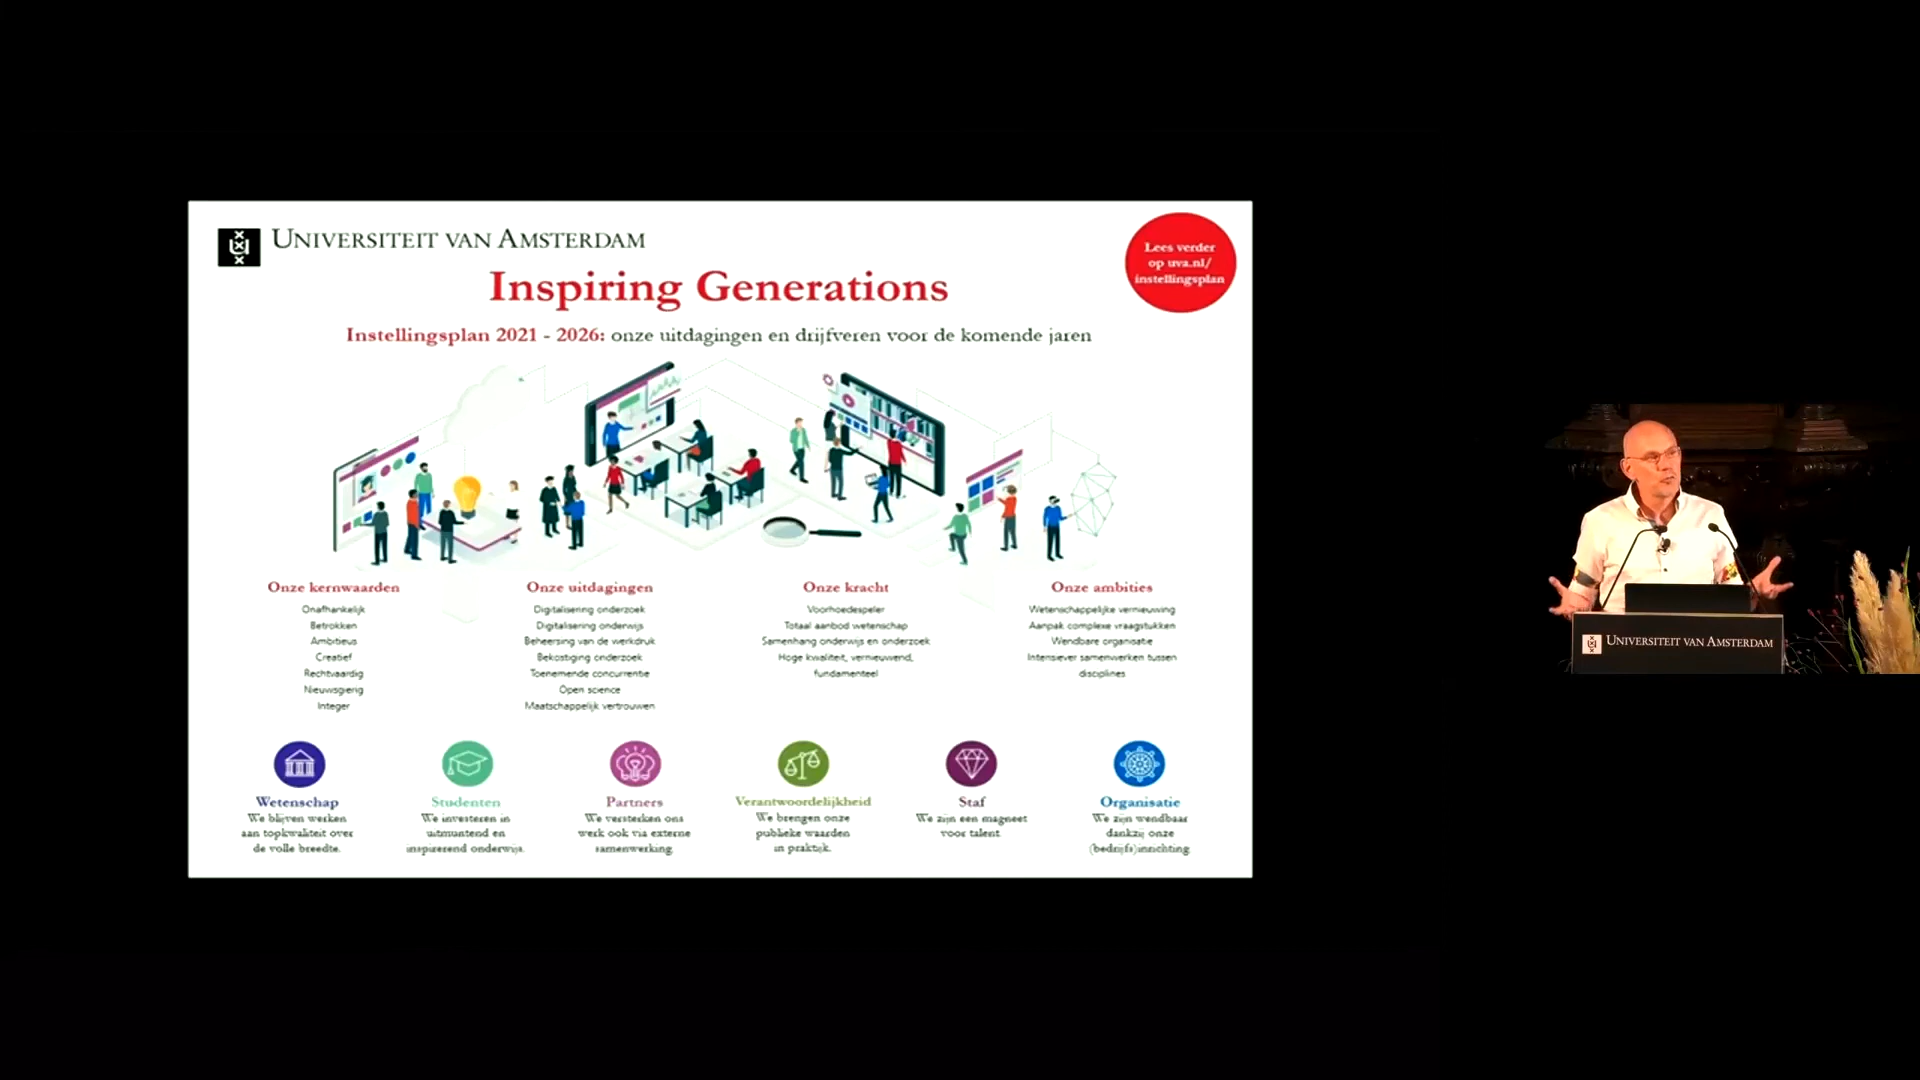 UNIVERSITEIT VAN AMSTERDAM
Lees verder
op uva.nl/
instellingsplan
Inspiring Generations
Instellingsplan 2021 - 2026: onze uitdagingen en drijfveren voor de komende jaren
Onze kernwaarden
Onafhankelijk
Betrokken
Ambitieus
Creatief
Rechtvaardig
Nieuwsgierig
Integer
Onze uitdagingen
Digitalisering onderzoek
Digitalisering onderwijs
Beheersing van de werkdruk
Bekostiging onderzoek
Toenemende concurrentie
Open science
Maatschappelijk vertrouwen
Onze kracht
Voorhoedespeler
Totaal aanbod wetenschap
Samenhang onderwijs en onderzoek
Hoge kwaliteit, vernieuwend,
fundamenteel
Onze ambities
Wetenschappelijke vernieuwing
Aanpak complexe vraagstukken
Wendbare organisatie
Intensiever samenwerken tussen
disciplines
Wetenschap
We blijven werken
aan topkwaliteit over
de volle breedte.
Studenten
We investeren in
uitmuntend en
inspirerend onderwijs.
Partners
We versterken ons
werk ook via externe
samenwerking.
Verantwoordelijkheid
We brengen onze
publieke waarden
in praktijk.
Staf
We zijn een magneet
voor talent.
Organisatie
We zijn wendbaar
dankzij onze
(bedrijfs)inrichting.
UNIVERSITEIT VAN AMSTERDAM